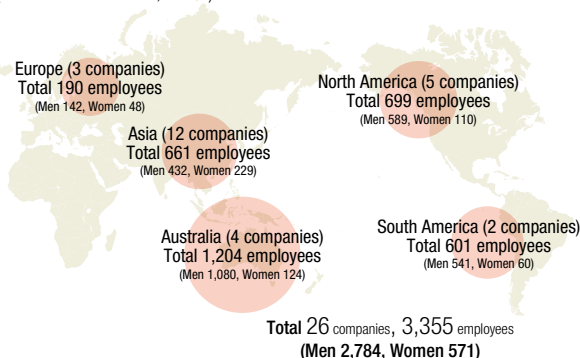 Europe (3 companies)
Total 190 employees
(Men 142, Women 48)
North America (5 companies)
Total 699 employees
(Men 589, Women 110)
Asia (12 companies)
Total 661 employees
(Men 432, Women 229)
Australia (4 companies)
Total 1,204 employees
(Men 1,080, Women 124)
South America (2 companies)
Total 601 employees
(Men 541, Women 60)
Total 26 companies, 3,355 employees
(Men 2,784, Women 571)